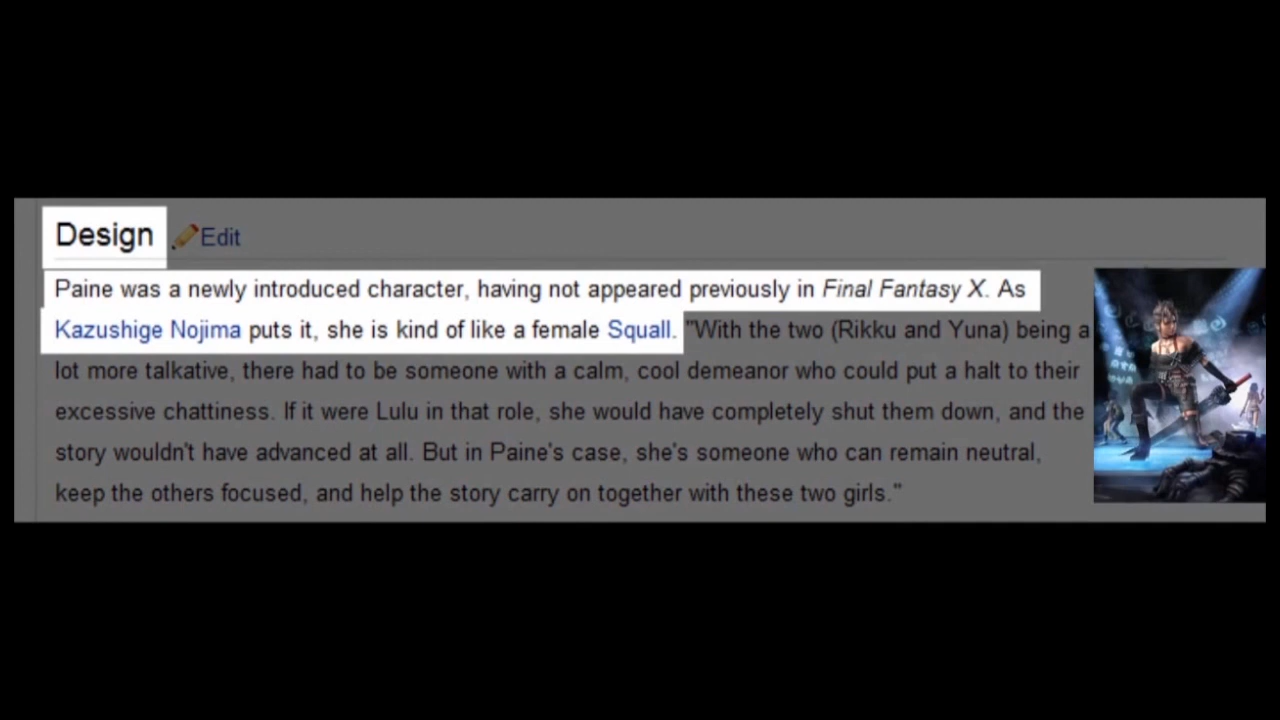 Design Edit
Paine was a newly introduced character, having not appeared previously in Final Fantasy X. As
Kazushige Nojima puts it, she is kind of like a female Squall. "With the two (Rikku and Yuna) being a
lot more talkative, there had to be someone with a calm, cool demeanor who could put a halt to their
excessive chattiness. If it were Lulu in that role, she would have completely shut them down, and the
story wouldn't have advanced at all. But in Paine's case, she's someone who can remain neutral,
keep the others focused, and help the story carry on together with these two girls."